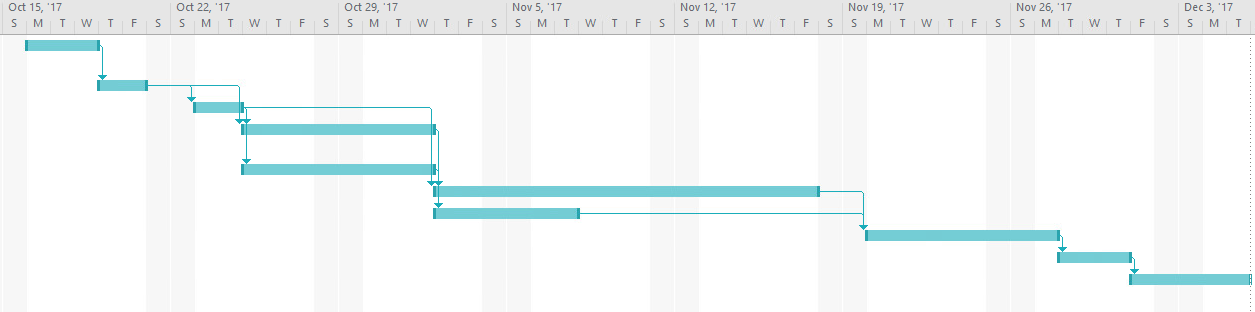 Oct 15, '17 Oct 22, '17 Oct 29, '17 Nov 5, '17 Nov 12, '17 Nov 19, '17 Nov 26, '17 Dec 3, '17
S M T W T F S S M T W T F S S M T W T F S S M T W T F S S M T W T F S S M T W T F S S M T W T F S S M T